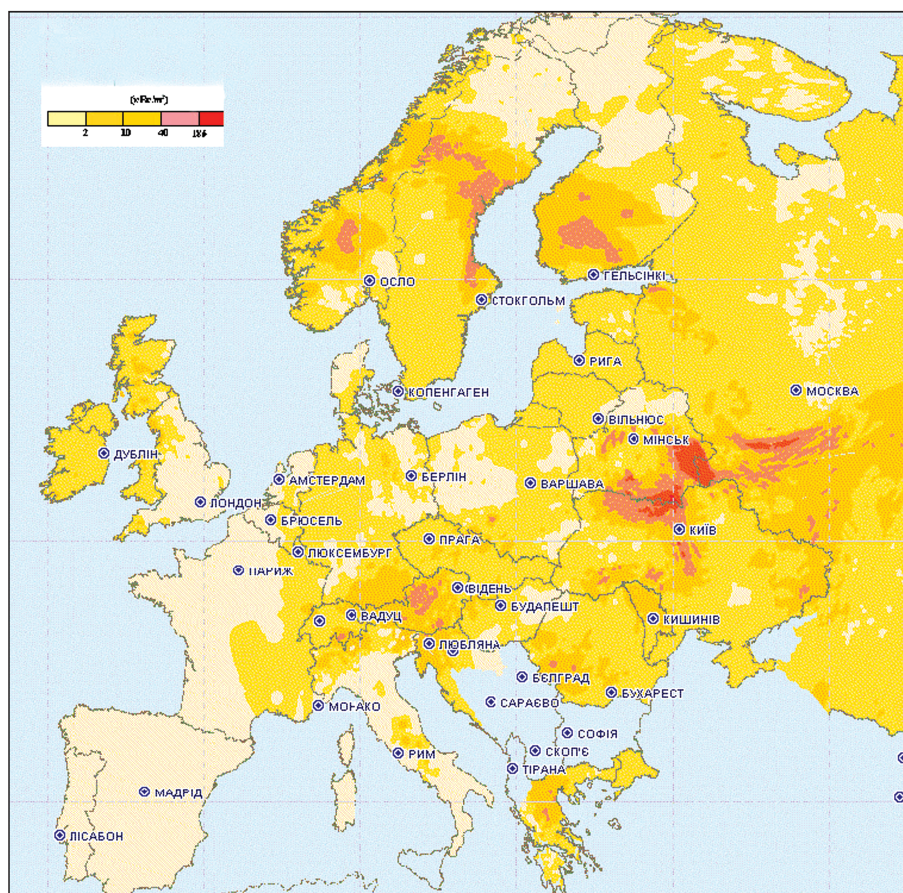 2 10 40 185
ОСЛО
ГЕЛЬСІНКІ
СТОКГОЛЬМ
РИГА
КОПЕНГАГЕН
МОСКВА
ВІЛЬНЮС
МІНСЬК
ДУБЛІН
АМСТЕРДАМ
БЕРЛІН
ВАРШАВА
ЛОНДОН
БРЮСЕЛЬ
КИЇВ
ПРАГА
ЛЮКСЕМБУРГ
ПАРИЖ
ВІДЕНЬ
БУДАПЕШТ
ВАДУЦ
КИШИНІВ
ЛЮБЛЯНА
БЄЛГРАД
БУХАРЕСТ
МОНАКО
САРАЄВО
СОФІЯ
СКОП'Є
РИМ
ТІРАНА
МАДРІД
ЛІСАБОН